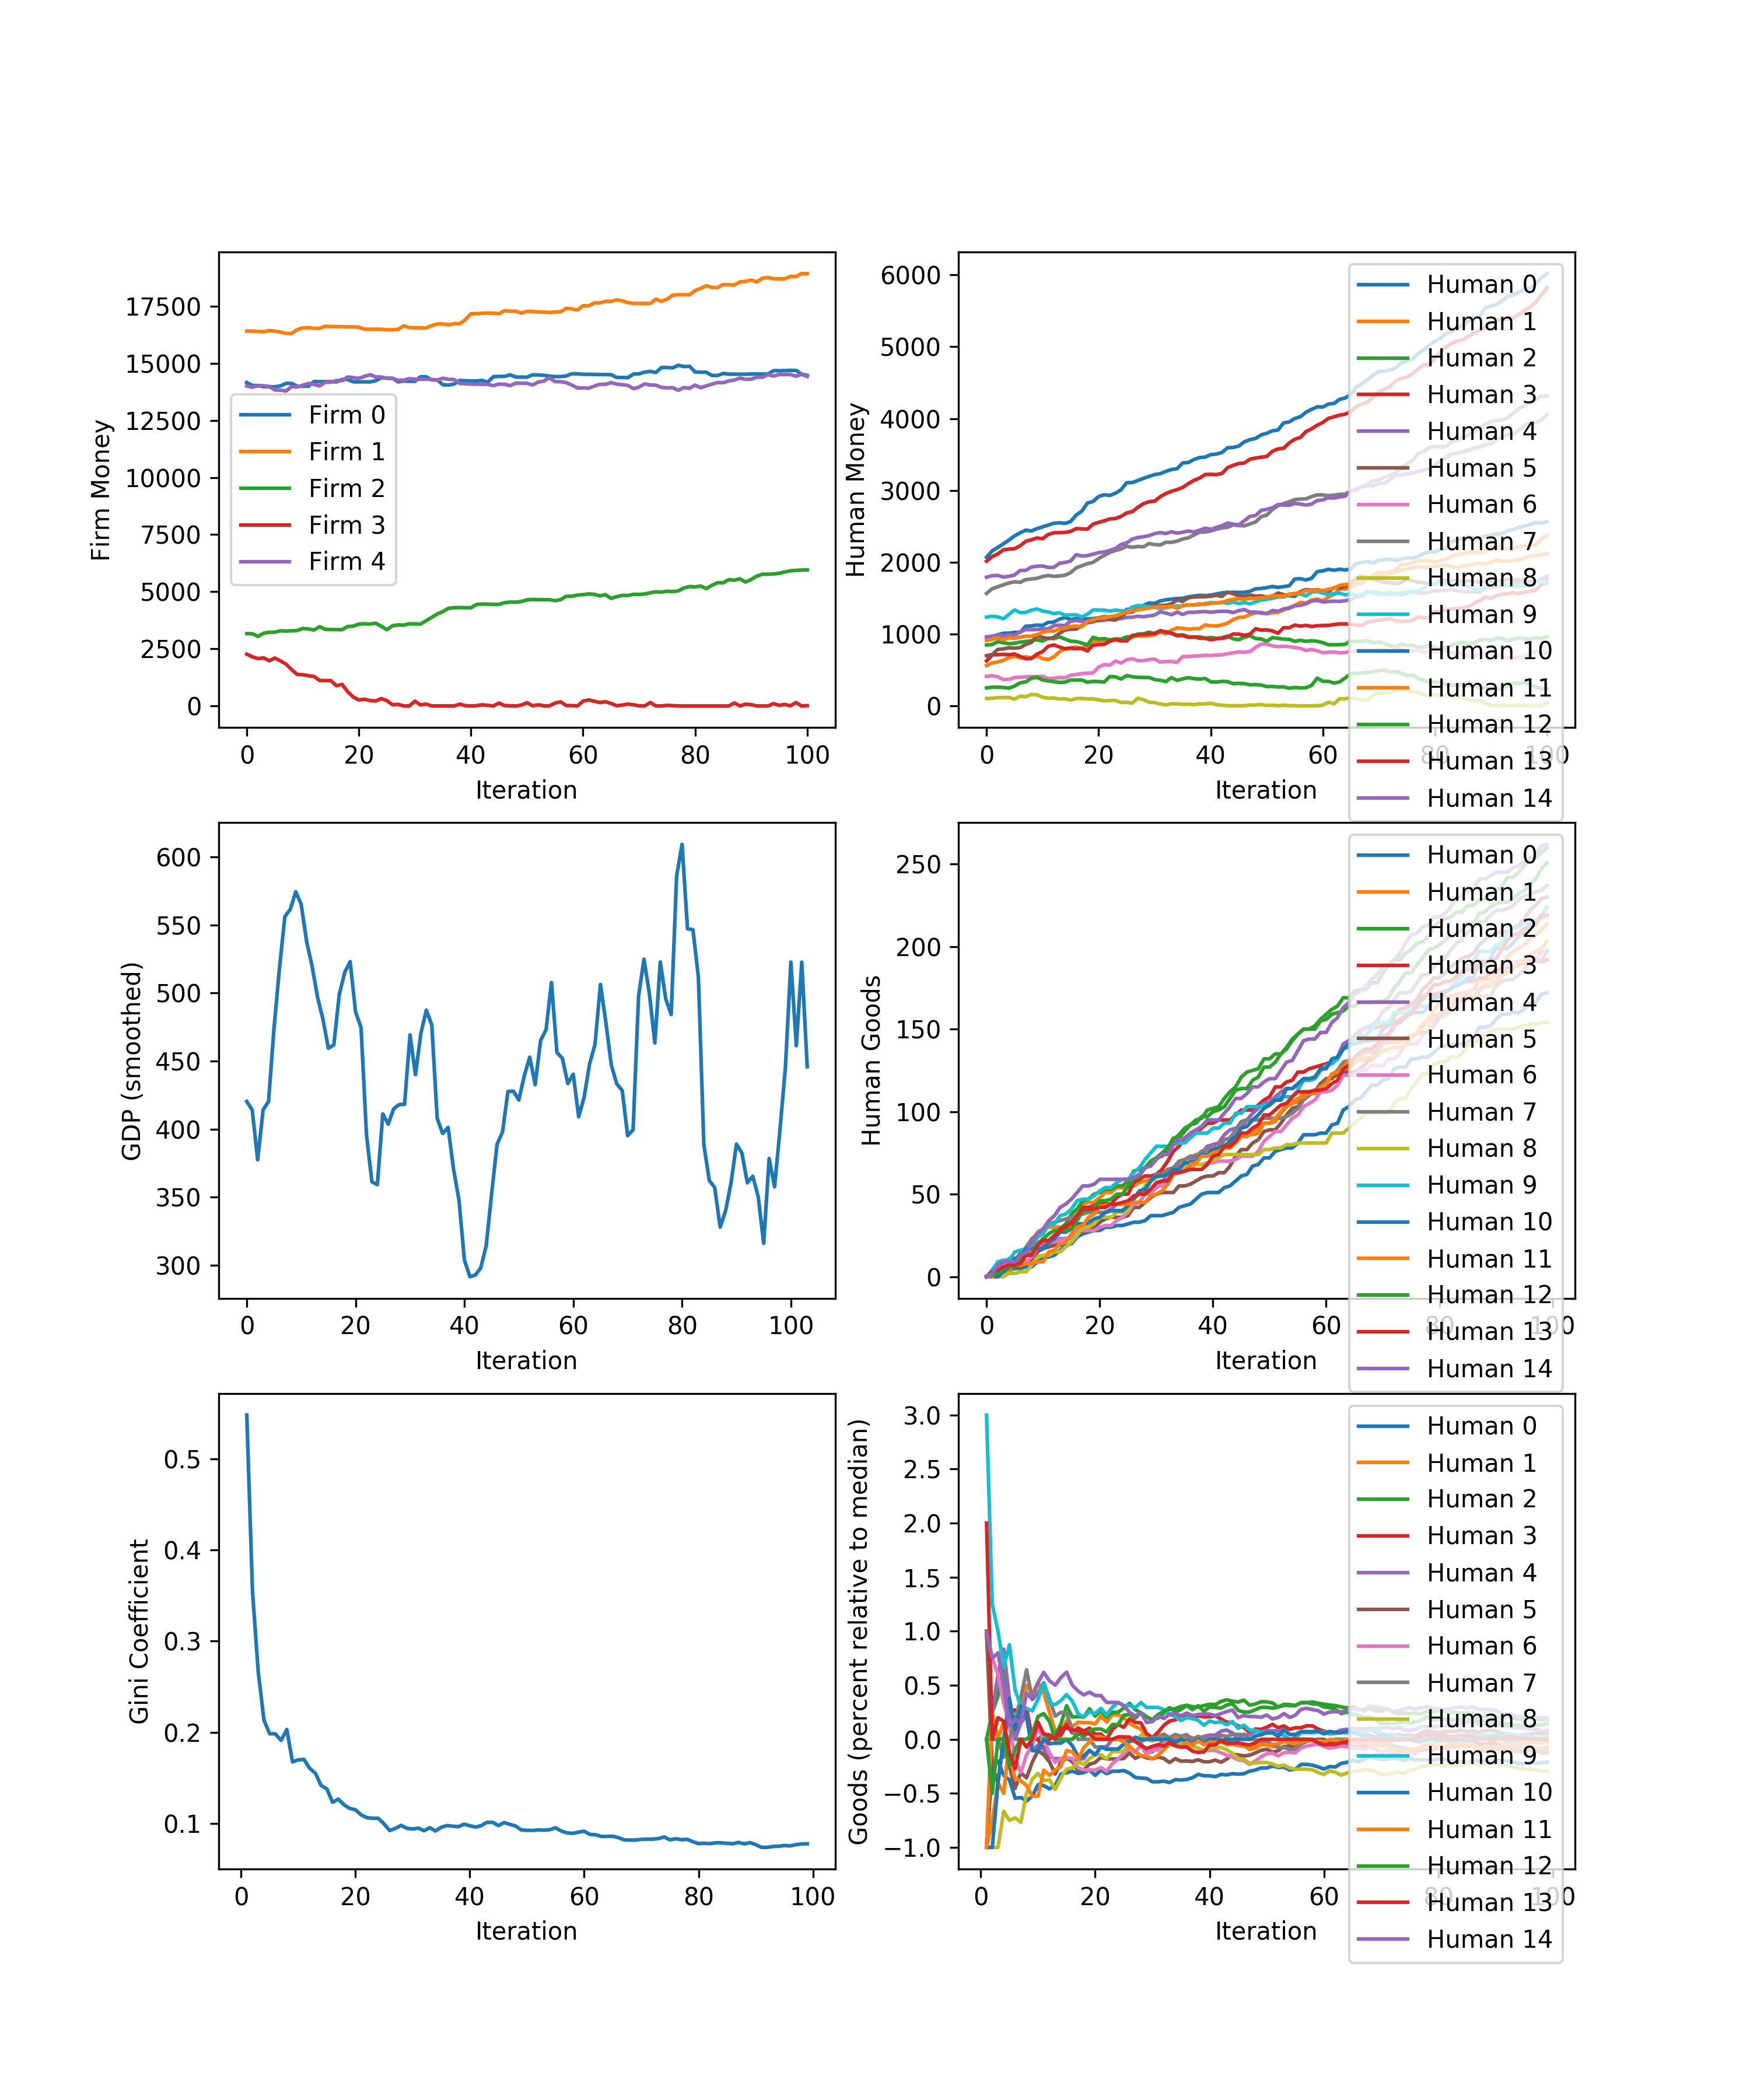 17500
15000
12500
10000
7500
5000
2500
0
Firm Money
Firm 0
Firm 1
Firm 2
Firm 3
Firm 4
0 20 40 60 80 100
Iteration
6000
5000
4000
3000
2000
1000
0
Human Money
Human 0
Human 1
Human 2
Human 3
Human 4
Human 5
Human 6
Human 7
Human 8
Human 9
Human 10
Human 11
Human 12
Human 13
Human 14
0 20 40 60 80 100
Iteration
600
550
500
450
400
350
300
GDP (smoothed)
0 20 40 60 80 100
Iteration
250
200
150
100
50
0
Human Goods
Human 0
Human 1
Human 2
Human 3
Human 4
Human 5
Human 6
Human 7
Human 8
Human 9
Human 10
Human 11
Human 12
Human 13
Human 14
0 20 40 60 80 100
Iteration
0.5
0.4
0.3
0.2
0.1
Gini Coefficient
0 20 40 60 80 100
Iteration
3.0
2.5
2.0
1.5
1.0
0.5
0.0
−0.5
−1.0
Goods (percent relative to median)
Human 0
Human 1
Human 2
Human 3
Human 4
Human 5
Human 6
Human 7
Human 8
Human 9
Human 10
Human 11
Human 12
Human 13
Human 14
0 20 40 60 80 100
Iteration